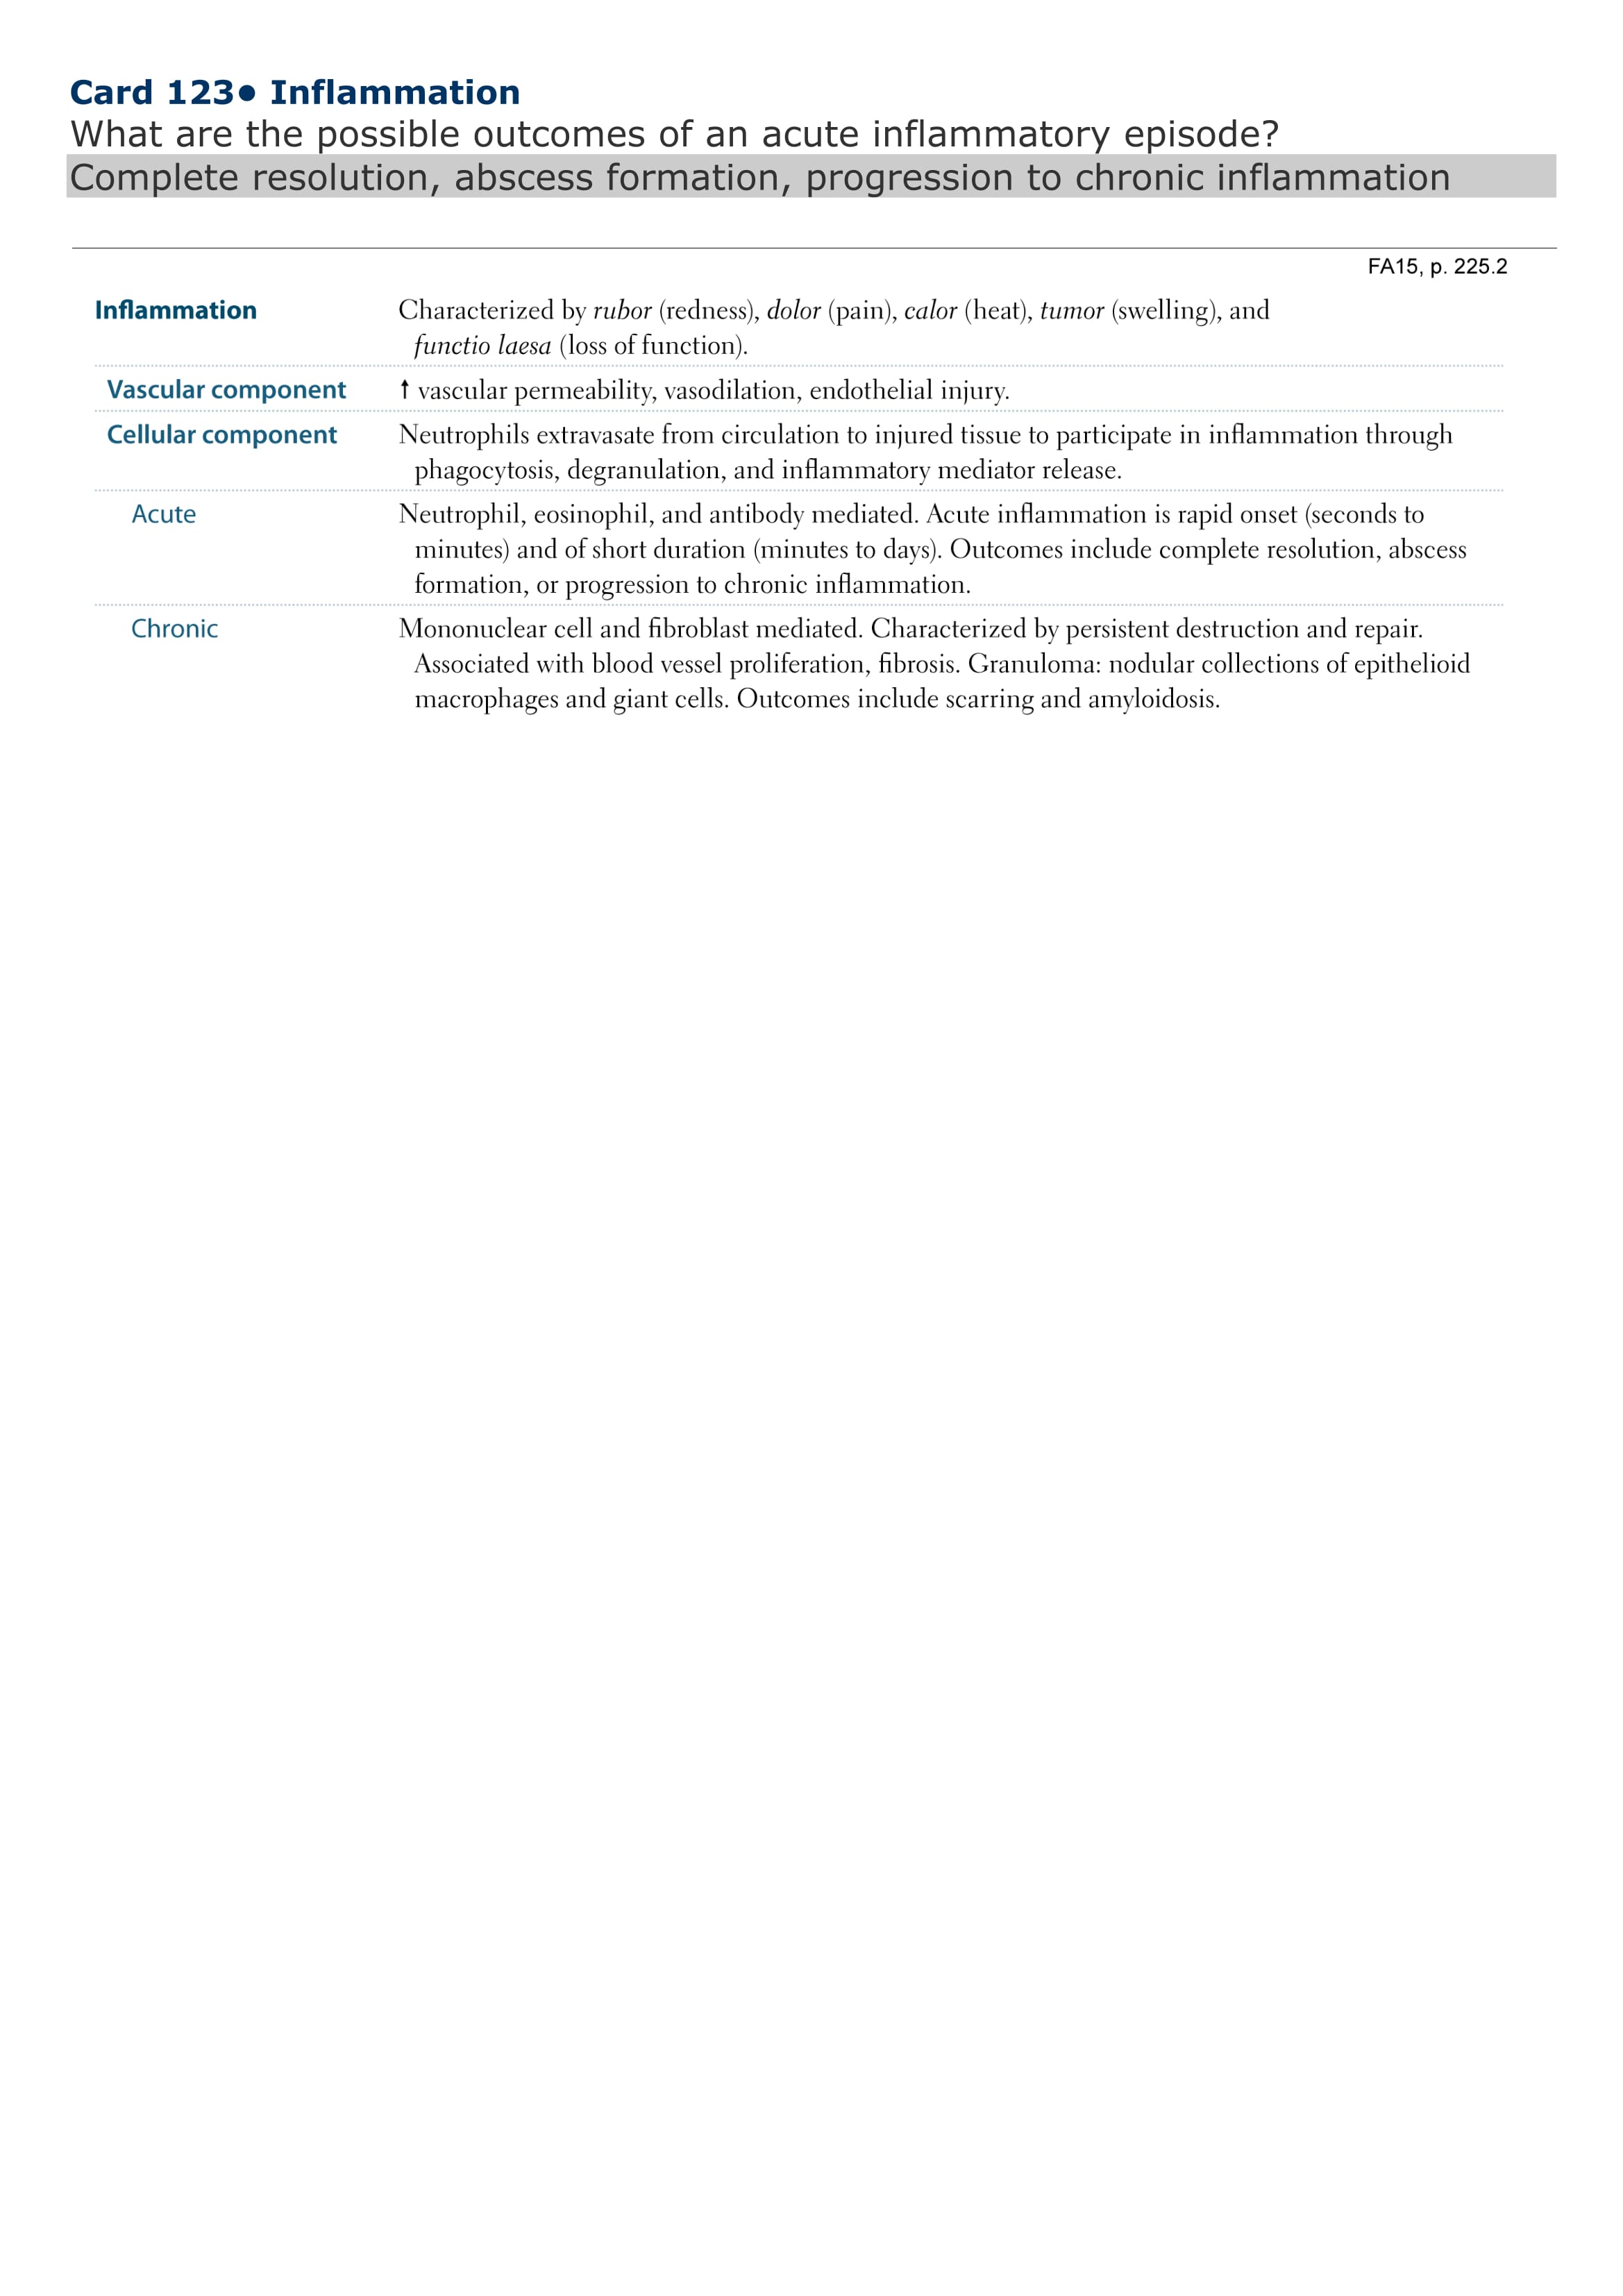 Card 123● Inflammation
What are the possible outcomes of an acute inflammatory episode?
Complete resolution, abscess formation, progression to chronic inflammation
FA15, p. 225.2
Inflammation
Characterized by rubor (redness), dolor (pain), calor (heat), tumor (swelling), and
functio laesa (loss of function).
Vascular component
↑ vascular permeability, vasodilation, endothelial injury.
Cellular component
Neutrophils extravasate from circulation to injured tissue to participate in inflammation through
phagocytosis, degranulation, and inflammatory mediator release.
Acute
Neutrophil, eosinophil, and antibody mediated. Acute inflammation is rapid onset (seconds to
minutes) and of short duration (minutes to days). Outcomes include complete resolution, abscess
formation, or progression to chronic inflammation.
Chronic
Mononuclear cell and fibroblast mediated. Characterized by persistent destruction and repair.
Associated with blood vessel proliferation, fibrosis. Granuloma: nodular collections of epithelioid
macrophages and giant cells. Outcomes include scarring and amyloidosis.